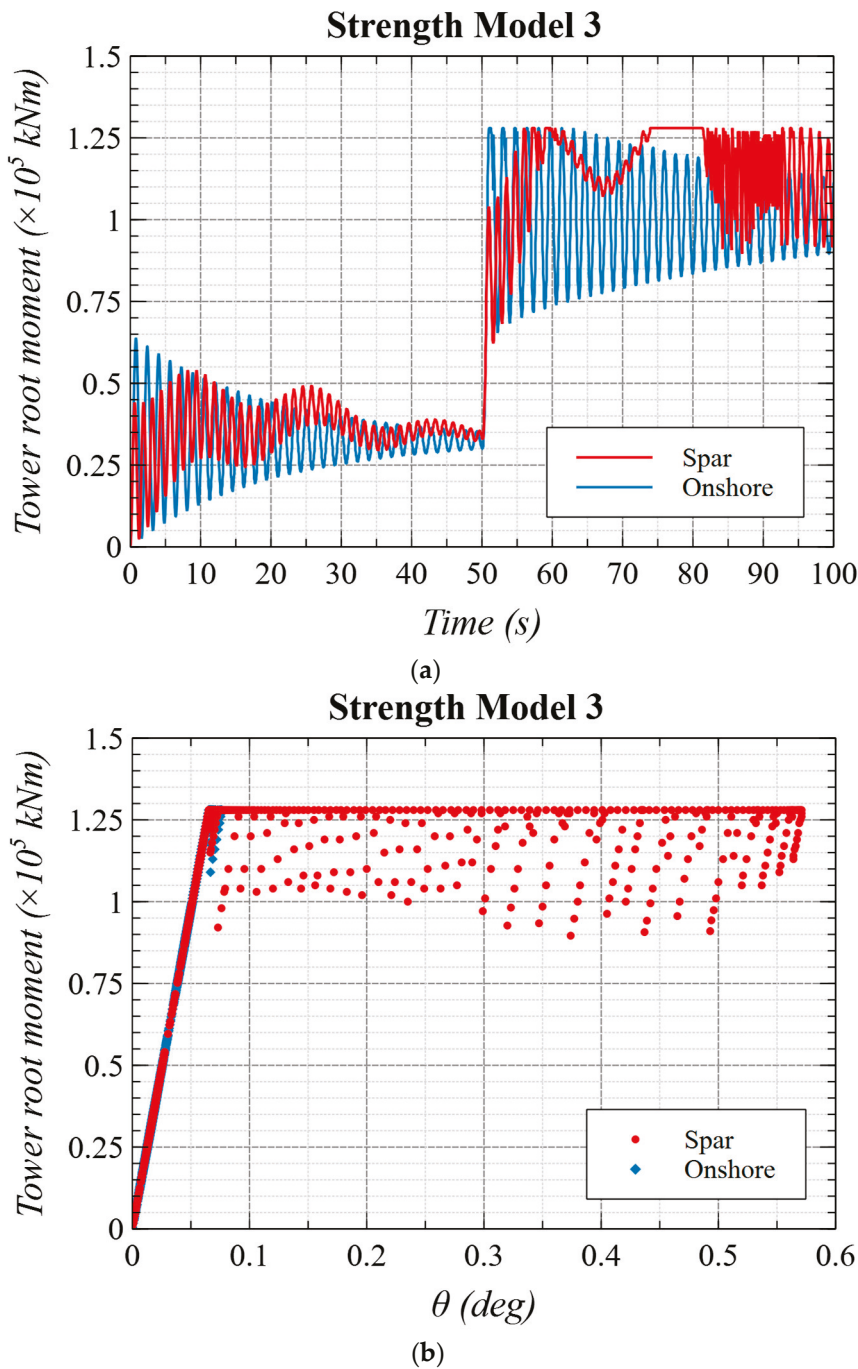 Strength Model 3
Tower root moment (×10⁵ kNm)
1.5
1.25
1
0.75
0.5
0.25
0
Spar
Onshore
0 10 20 30 40 50 60 70 80 90 100
Time (s)
(a)
Strength Model 3
Tower root moment (×10⁵ kNm)
1.5
1.25
1
0.75
0.5
0.25
0
Spar
Onshore
0 0.1 0.2 0.3 0.4 0.5 0.6
θ (deg)
(b)